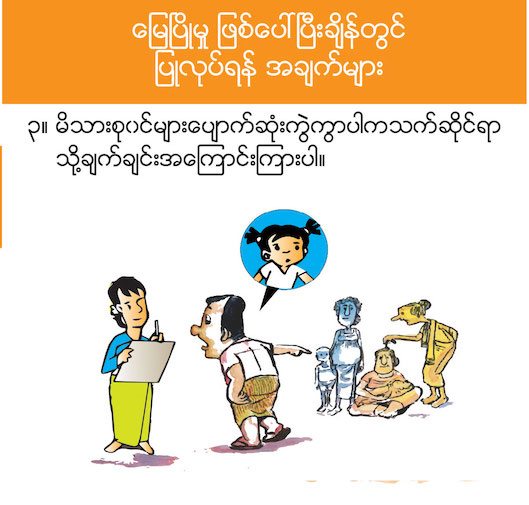 မြေပြိုမှု ဖြစ်ပေါ်ပြီးချိန်တွင်
ပြုလုပ်ရန် အချက်များ
၃။ မိသားစုဝင်များပျောက်ဆုံးကွဲကွာပါကသက်ဆိုင်ရာ
သို့ချက်ချင်းအကြောင်းကြားပါ။